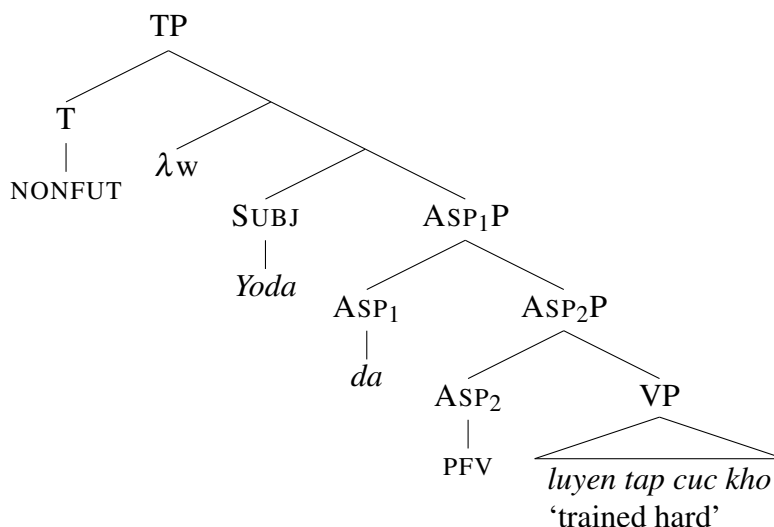 TP
T
NONFUT
λw
SUBJ ASP₁P
Yoda
ASP₁ ASP₂P
da
ASP₂ VP
PFV
luyen tap cuc kho
‘trained hard’